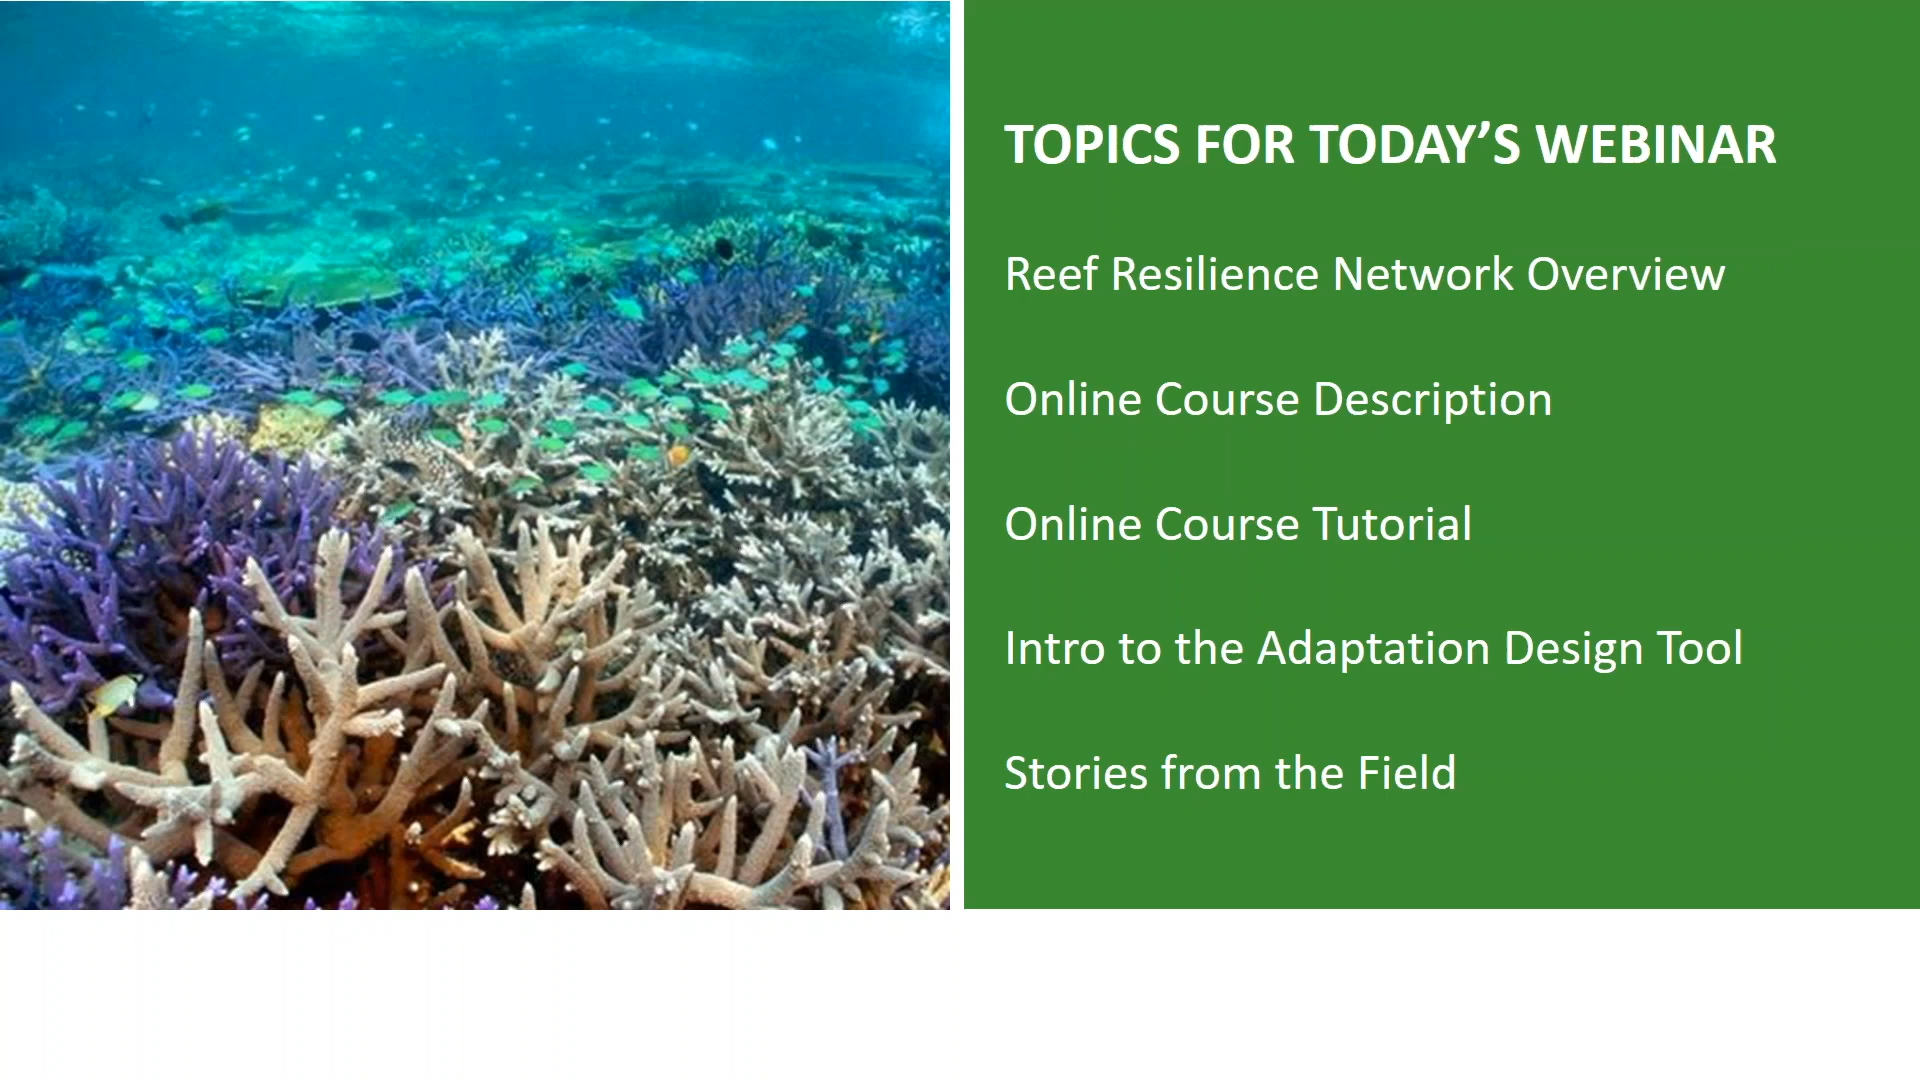 TOPICS FOR TODAY’S WEBINAR
Reef Resilience Network Overview
Online Course Description
Online Course Tutorial
Intro to the Adaptation Design Tool
Stories from the Field